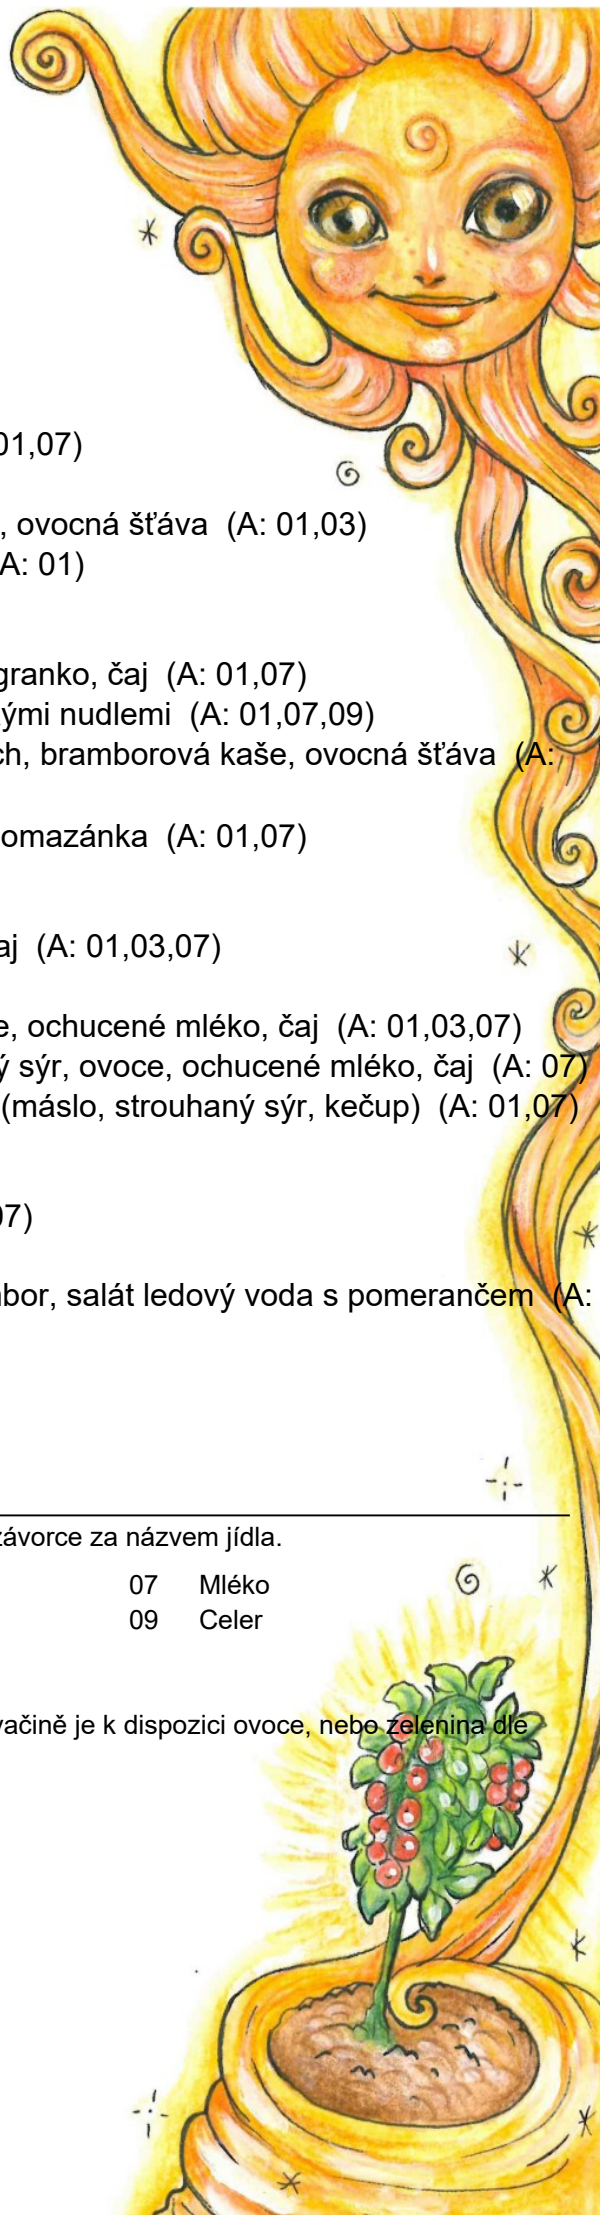 01,07)
, ovocná šťáva (A: 01,03)
A: 01)
granko, čaj (A: 01,07)
ými nudlemi (A: 01,07,09)
ch, bramborová kaše, ovocná šťáva (A:
omazánka (A: 01,07)
aj (A: 01,03,07)
e, ochucené mléko, čaj (A: 01,03,07)
ý sýr, ovoce, ochucené mléko, čaj (A: 07)
(máslo, strouhaný sýr, kečup) (A: 01,07)
07)
bor, salát ledový voda s pomerančem (A:
závorce za názvem jídla.
07 Mléko
09 Celer
vačině je k dispozici ovoce, nebo zelenina dle